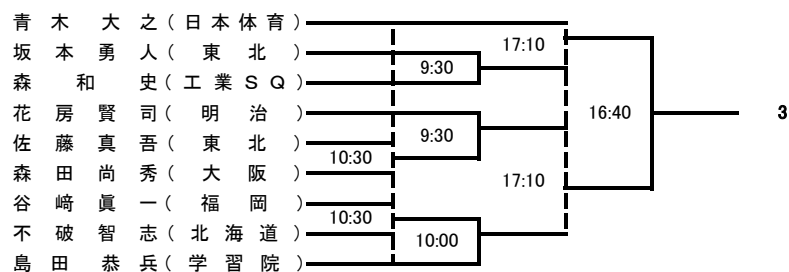 青木 大之(日本体育)
17:10
坂本勇人(東北)
9:30
森 和 史(工業ＳＱ)
花房賢司(明治)
16:40
3
9:30
佐藤真吾(東北)
10:30
森田尚秀(大阪)
17:10
谷﨑眞一(福岡)
10:30
不破智志(北海道)
10:00
島田恭兵(学習院)